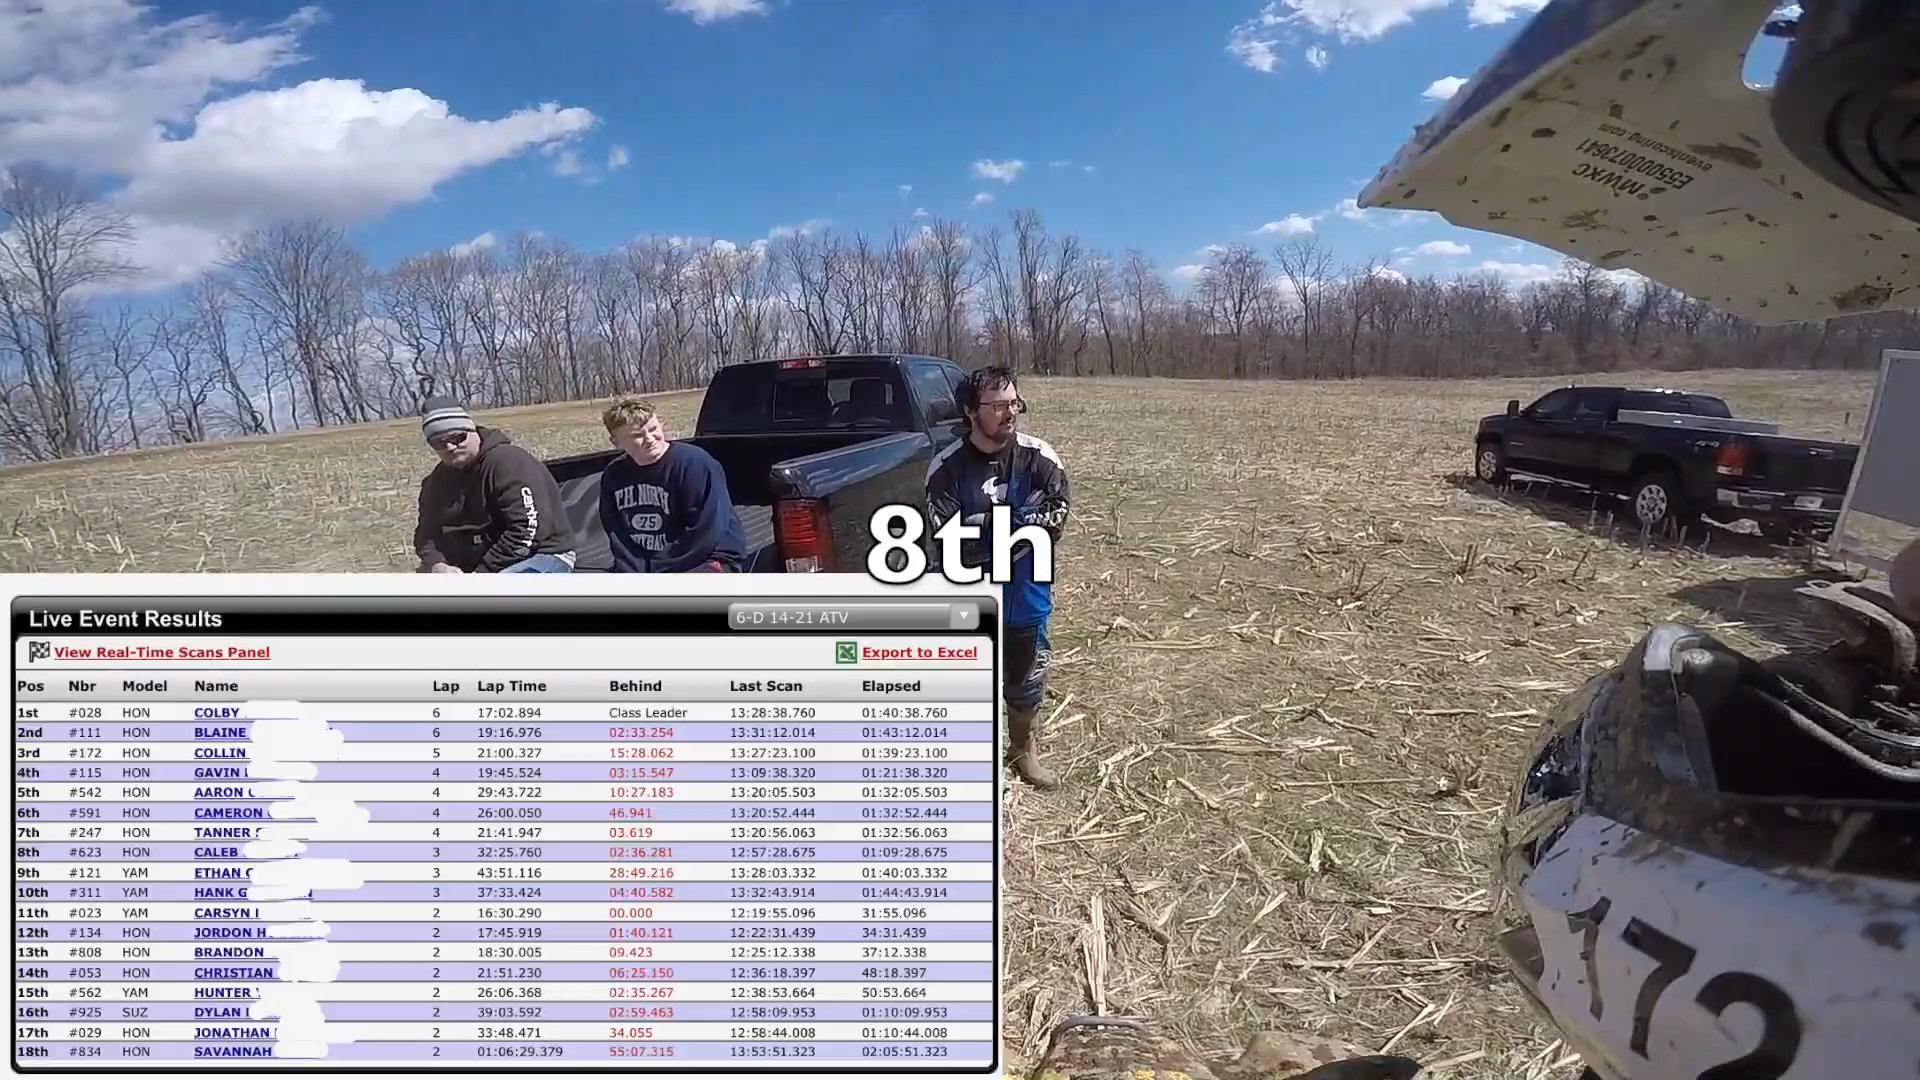 eventscoring.com
E55000073641
MWXC
Carhartt
C.H. NORTH
75
FOOTBALL
8th
Live Event Results
6-D 14-21 ATV
View Real-Time Scans Panel
Export to Excel
Pos Nbr Model Name Lap Lap Time Behind Last Scan Elapsed
1st #028 HON COLBY 6 17:02.894 Class Leader 13:28:38.760 01:40:38.760
2nd #111 HON BLAINE 6 19:16.976 02:33.254 13:31:12.014 01:43:12.014
3rd #172 HON COLLIN 5 21:00.327 15:28.062 13:27:23.100 01:39:23.100
4th #115 HON GAVIN 4 19:45.524 03:15.547 13:09:38.320 01:21:38.320
5th #542 HON AARON 4 29:43.722 10:27.183 13:20:05.503 01:32:05.503
6th #591 HON CAMERON 4 26:00.050 46.941 13:20:52.444 01:32:52.444
7th #247 HON TANNER 4 21:41.947 03.619 13:20:56.063 01:32:56.063
8th #623 HON CALEB 3 32:25.760 02:36.281 12:57:28.675 01:09:28.675
9th #121 YAM ETHAN 3 43:51.116 28:49.216 13:28:03.332 01:40:03.332
10th #311 YAM HANK G 3 37:33.424 04:40.582 13:32:43.914 01:44:43.914
11th #023 YAM CARSYN 2 16:30.290 00.000 12:19:55.096 31:55.096
12th #134 HON JORDON H 2 17:45.919 01:40.121 12:22:31.439 34:31.439
13th #808 HON BRANDON 2 18:30.005 09.423 12:25:12.338 37:12.338
14th #053 HON CHRISTIAN 2 21:51.230 06:25.150 12:36:18.397 48:18.397
15th #562 YAM HUNTER 2 26:06.368 02:35.267 12:38:53.664 50:53.664
16th #925 SUZ DYLAN 2 39:03.592 02:59.463 12:58:09.953 01:10:09.953
17th #029 HON JONATHAN 2 33:48.471 34.055 12:58:44.008 01:10:44.008
18th #834 HON SAVANNAH 2 01:06:29.379 55:07.315 13:53:51.323 02:05:51.323
172